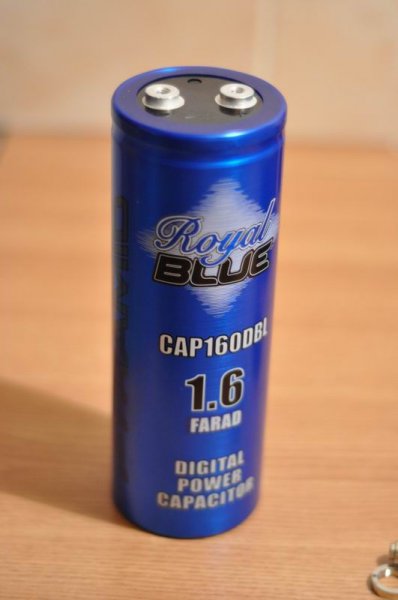 Royal
BLUE
CAP160DBL
1.6
FARAD
DIGITAL
POWER
CAPACITOR